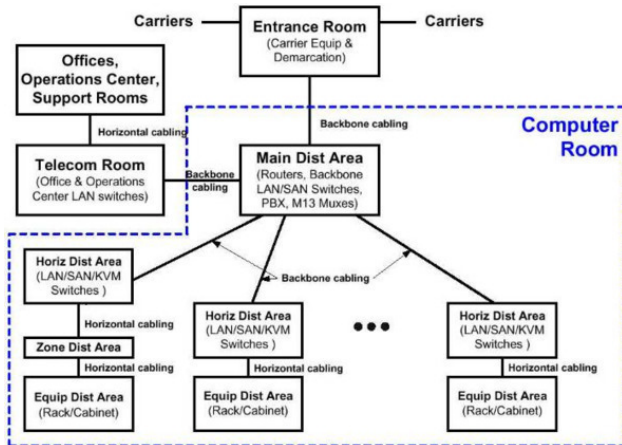 Carriers
Entrance Room
(Carrier Equip &
Demarcation)
Carriers
Offices,
Operations Center,
Support Rooms
Horizontal cabling
Backbone cabling
Computer
Room
Telecom Room
(Office & Operations
Center LAN switches)
Backbone
cabling
Main Dist Area
(Routers, Backbone
LAN/SAN Switches,
PBX, M13 Muxes)
Horiz Dist Area
(LAN/SAN/KVM
Switches )
Backbone cabling
Horizontal cabling
Zone Dist Area
Horizontal cabling
Equip Dist Area
(Rack/Cabinet)
Horiz Dist Area
(LAN/SAN/KVM
Switches )
Horizontal cabling
Equip Dist Area
(Rack/Cabinet)
Horiz Dist Area
(LAN/SAN/KVM
Switches )
Horizontal cabling
Equip Dist Area
(Rack/Cabinet)